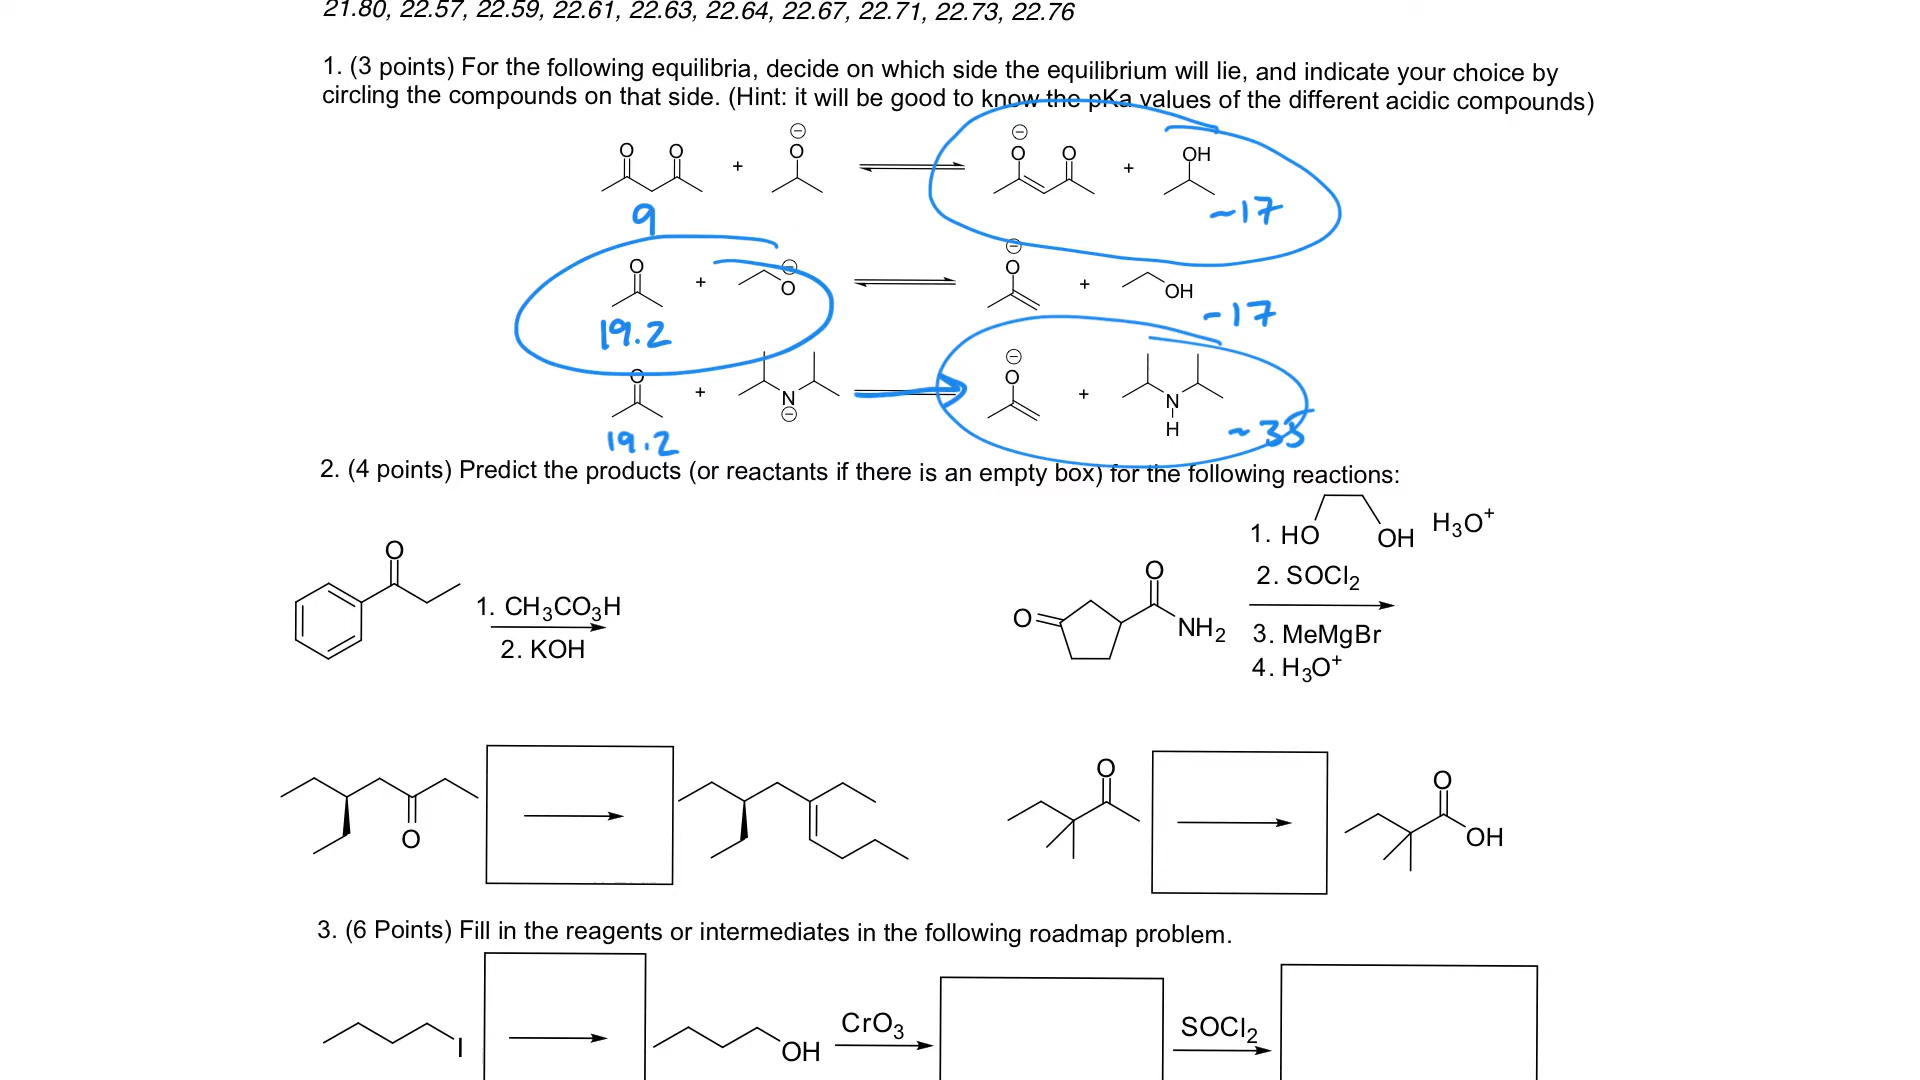 21.80, 22.57, 22.59, 22.61, 22.63, 22.64, 22.67, 22.71, 22.73, 22.76
1. (3 points) For the following equilibria, decide on which side the equilibrium will lie, and indicate your choice by
circling the compounds on that side. (Hint: it will be good to know the pKa values of the different acidic compounds)
O O + O ⊖ ⊖ O O + OH
9 ~17
O + ⊖ O ⊖ O + OH
19.2 ~17
O + N ⊖ ⊖ O + N H
19.2 ~35
2. (4 points) Predict the products (or reactants if there is an empty box) for the following reactions:
O
1. CH₃CO₃H
2. KOH
1. HO OH H₃O⁺
2. SOCl₂
O O NH₂
3. MeMgBr
4. H₃O⁺
O
O O OH
3. (6 Points) Fill in the reagents or intermediates in the following roadmap problem.
I OH CrO₃ SOCl₂